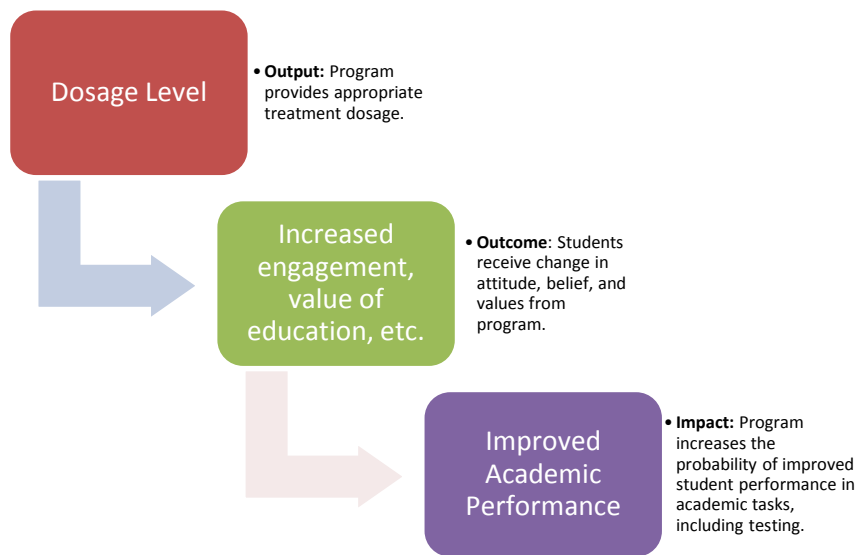 Dosage Level
• Output: Program
provides appropriate
treatment dosage.
Increased
engagement,
value of
education, etc.
• Outcome: Students
receive change in
attitude, belief, and
values from
program.
Improved
Academic
Performance
• Impact: Program
increases the
probability of improved
student performance in
academic tasks,
including testing.